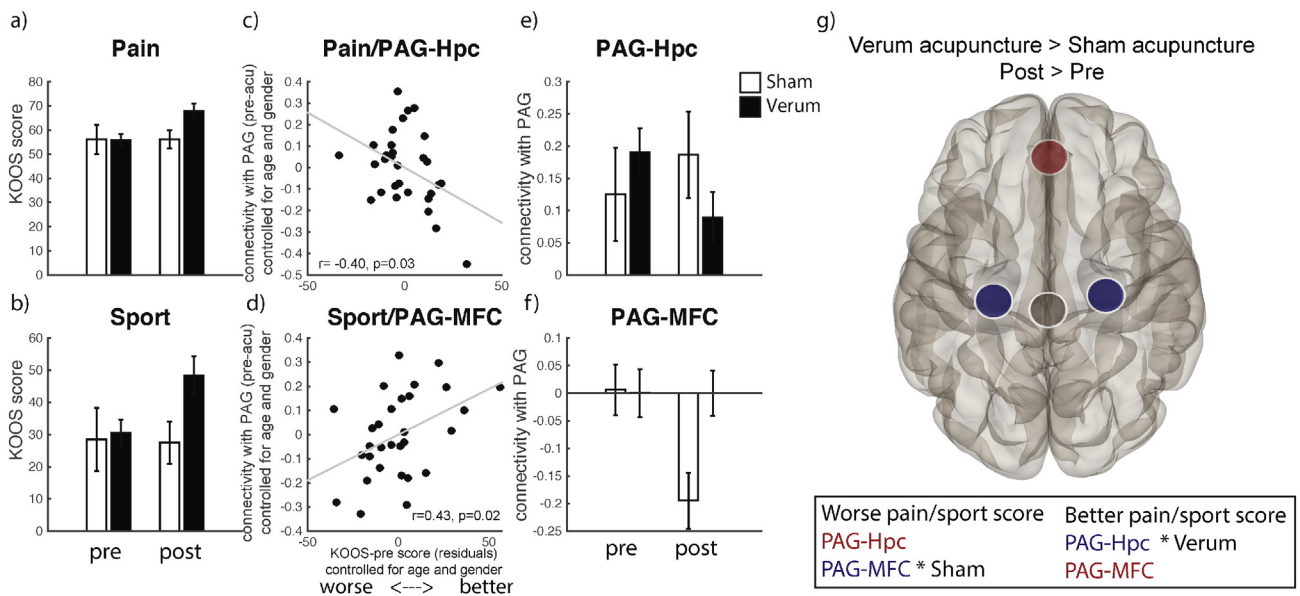 a)
Pain
KOOS score
80
70
60
50
40
30
20
10
0
b)
Sport
KOOS score
60
50
40
30
20
10
0
pre
post
c)
Pain/PAG-Hpc
connectivity with PAG (pre-acu)
controlled for age and gender
0.4
0.3
0.2
0.1
0
-0.1
-0.2
-0.3
-0.4
-0.5
-50
0
50
r= -0.40, p=0.03
d)
Sport/PAG-MFC
connectivity with PAG (pre-acu)
controlled for age and gender
0.4
0.3
0.2
0.1
0
-0.1
-0.2
-0.3
-0.4
-50
0
50
r=0.43, p=0.02
KOOS-pre score (residuals)
controlled for age and gender
worse <---> better
e)
PAG-Hpc
Sham
Verum
connectivity with PAG
0.3
0.25
0.2
0.15
0.1
0.05
0
f)
PAG-MFC
connectivity with PAG
0.1
0.05
0
-0.05
-0.1
-0.15
-0.2
-0.25
pre
post
g)
Verum acupuncture > Sham acupuncture
Post > Pre
Worse pain/sport score
PAG-Hpc
PAG-MFC * Sham
Better pain/sport score
PAG-Hpc * Verum
PAG-MFC